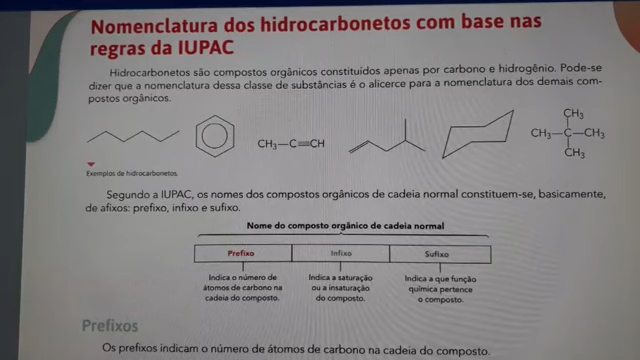 Nomenclatura dos hidrocarbonetos com base nas
regras da IUPAC
Hidrocarbonetos são compostos orgânicos constituídos apenas por carbono e hidrogênio. Pode-se
dizer que a nomenclatura dessa classe de substâncias é o alicerce para a nomenclatura dos demais com-
postos orgânicos.
CH₃
CH₃—C≡CH
CH₃—C—CH₃
CH₃
Exemplos de hidrocarbonetos.
Segundo a IUPAC, os nomes dos compostos orgânicos de cadeia normal constituem-se, basicamente,
de afixos: prefixo, infixo e sufixo.
Nome do composto orgânico de cadeia normal
Prefixo Infixo Sufixo
Indica o número de Indica a saturação Indica a que função
átomos de carbono na ou a insaturação química pertence
cadeia do composto. do composto. o composto.
Prefixos
Os prefixos indicam o número de átomos de carbono na cadeia do composto.